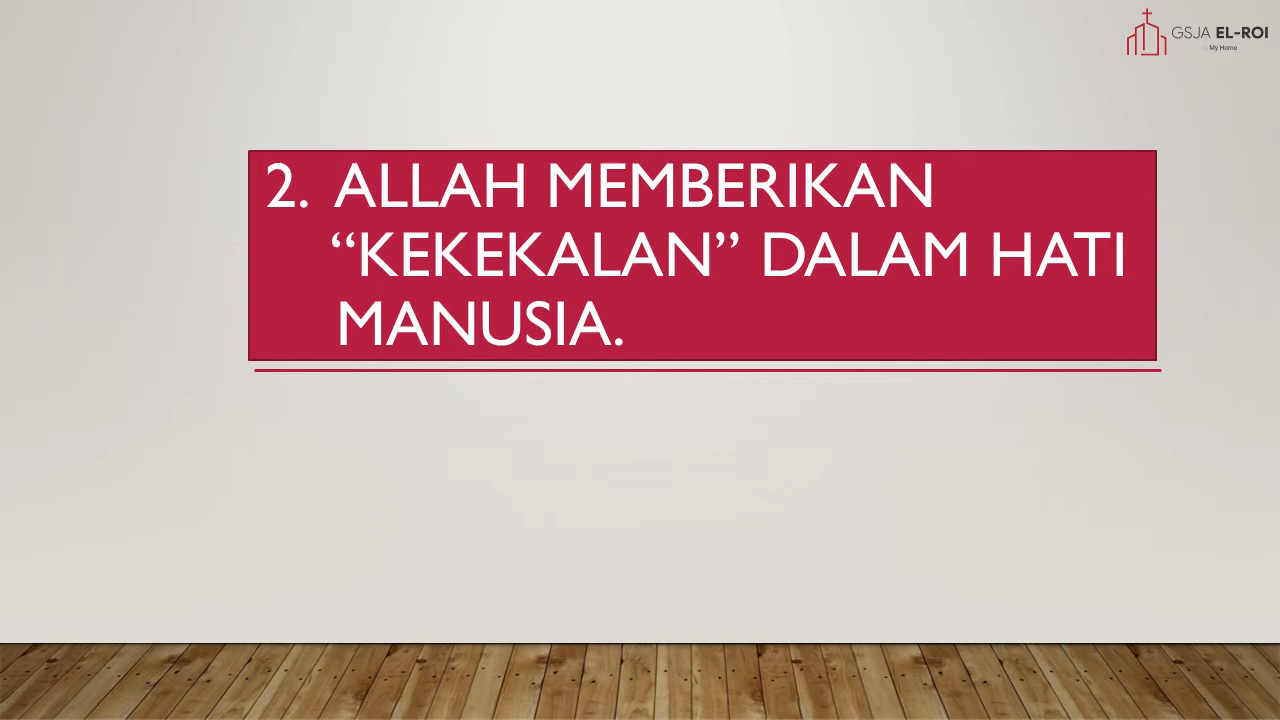 GSJA EL-ROI
My Home
2. ALLAH MEMBERIKAN
“KEKEKALAN” DALAM HATI
MANUSIA.